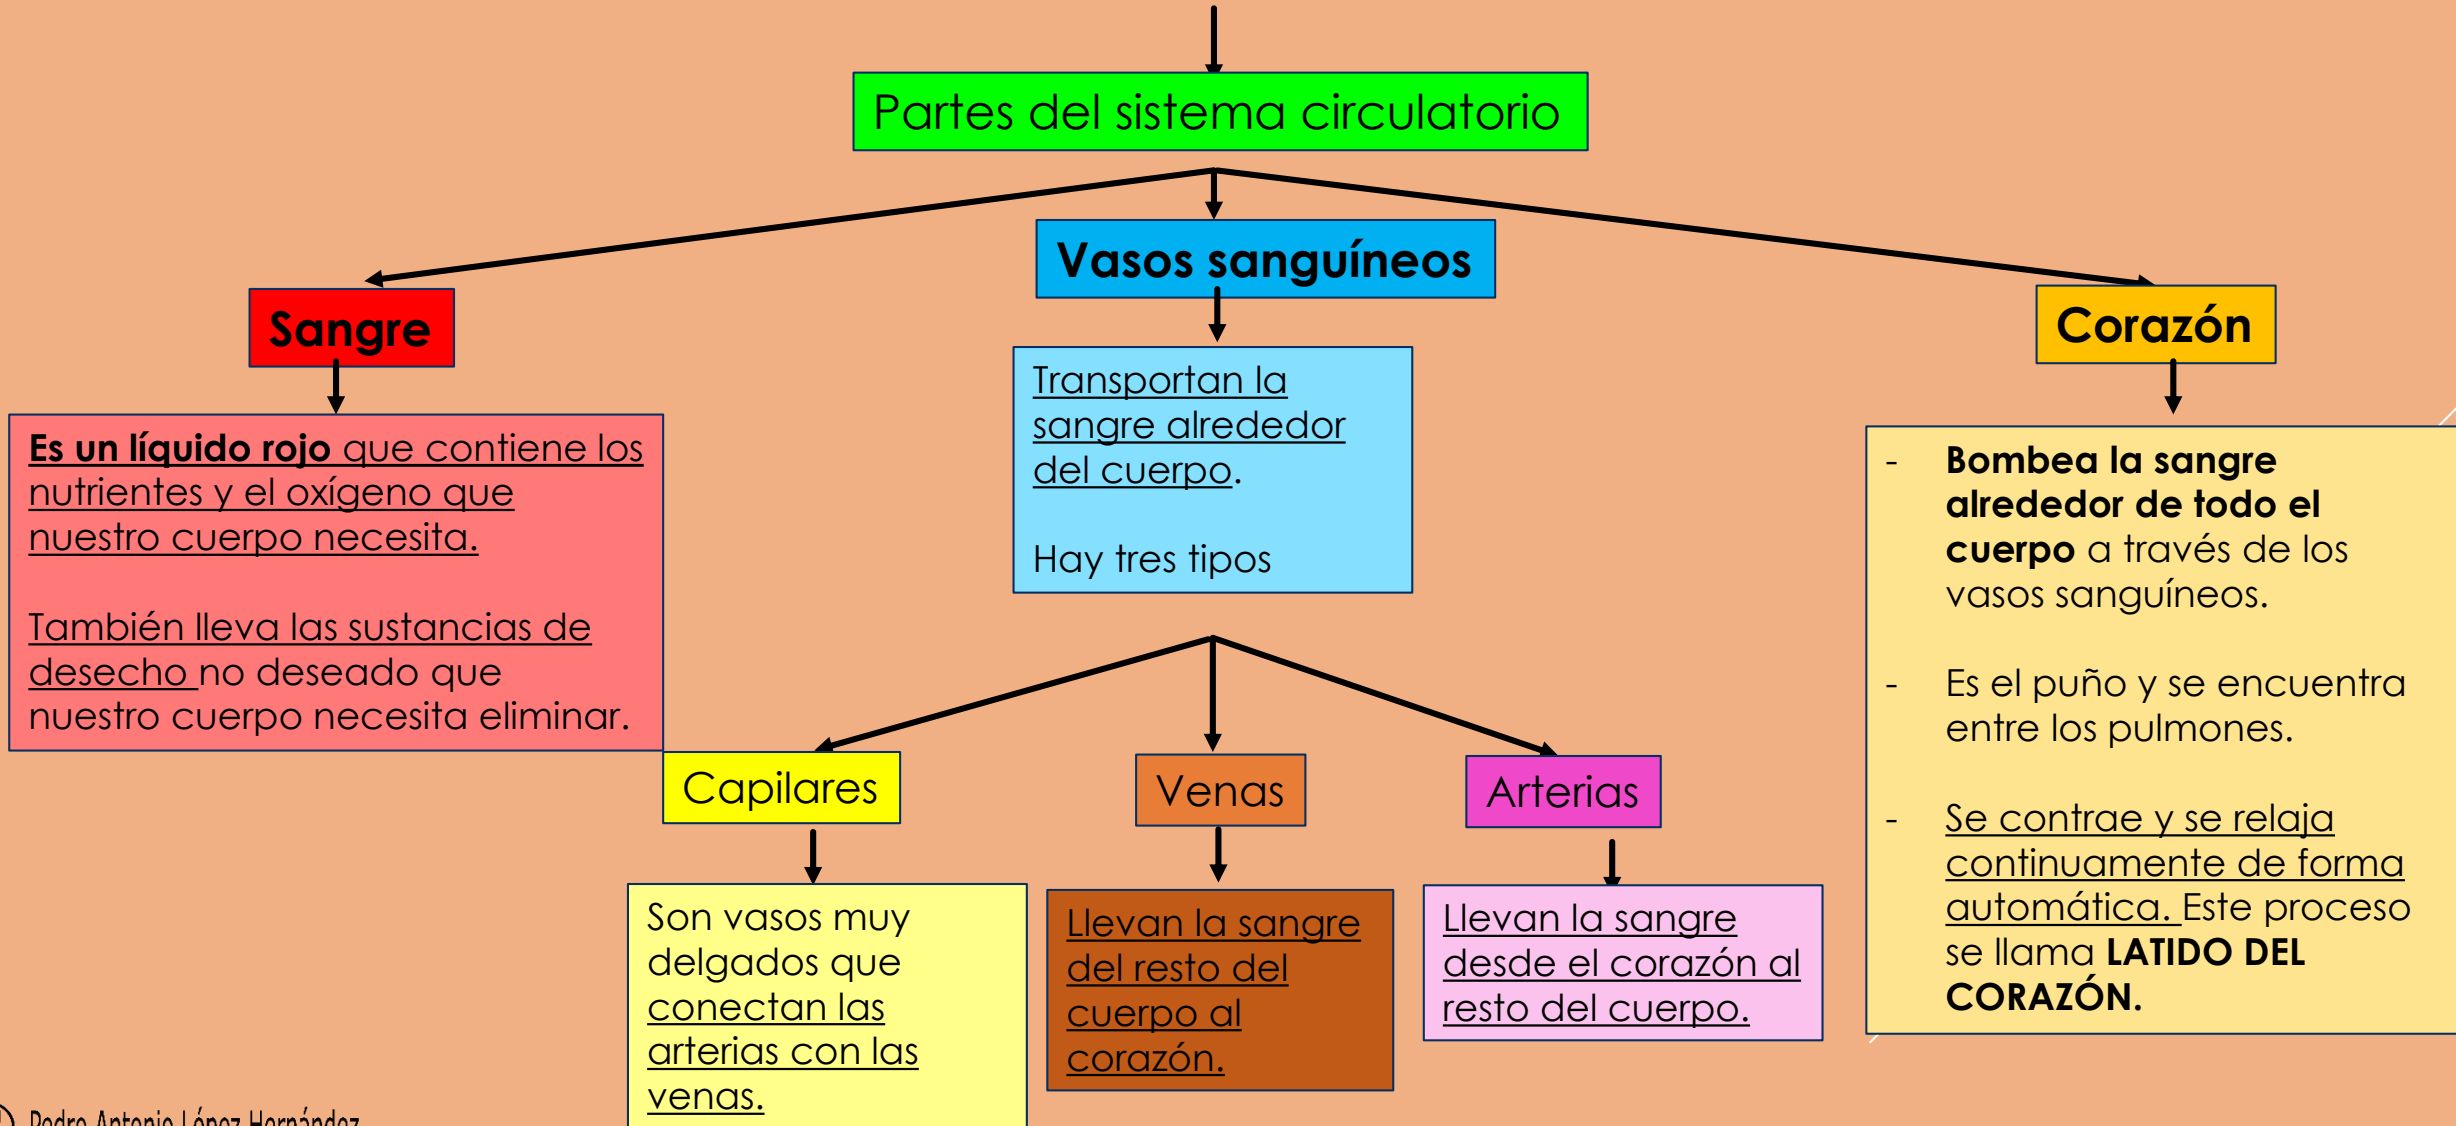 Partes del sistema circulatorio
Sangre
Es un líquido rojo que contiene los
nutrientes y el oxígeno que
nuestro cuerpo necesita.
También lleva las sustancias de
desecho no deseado que
nuestro cuerpo necesita eliminar.
Vasos sanguíneos
Transportan la
sangre alrededor
del cuerpo.
Hay tres tipos
Capilares
Son vasos muy
delgados que
conectan las
arterias con las
venas.
Venas
Llevan la sangre
del resto del
cuerpo al
corazón.
Arterias
Llevan la sangre
desde el corazón al
resto del cuerpo.
Corazón
- Bombea la sangre
alrededor de todo el
cuerpo a través de los
vasos sanguíneos.
- Es el puño y se encuentra
entre los pulmones.
- Se contrae y se relaja
continuamente de forma
automática. Este proceso
se llama LATIDO DEL
CORAZÓN.
Pedro Antonio López Hernández